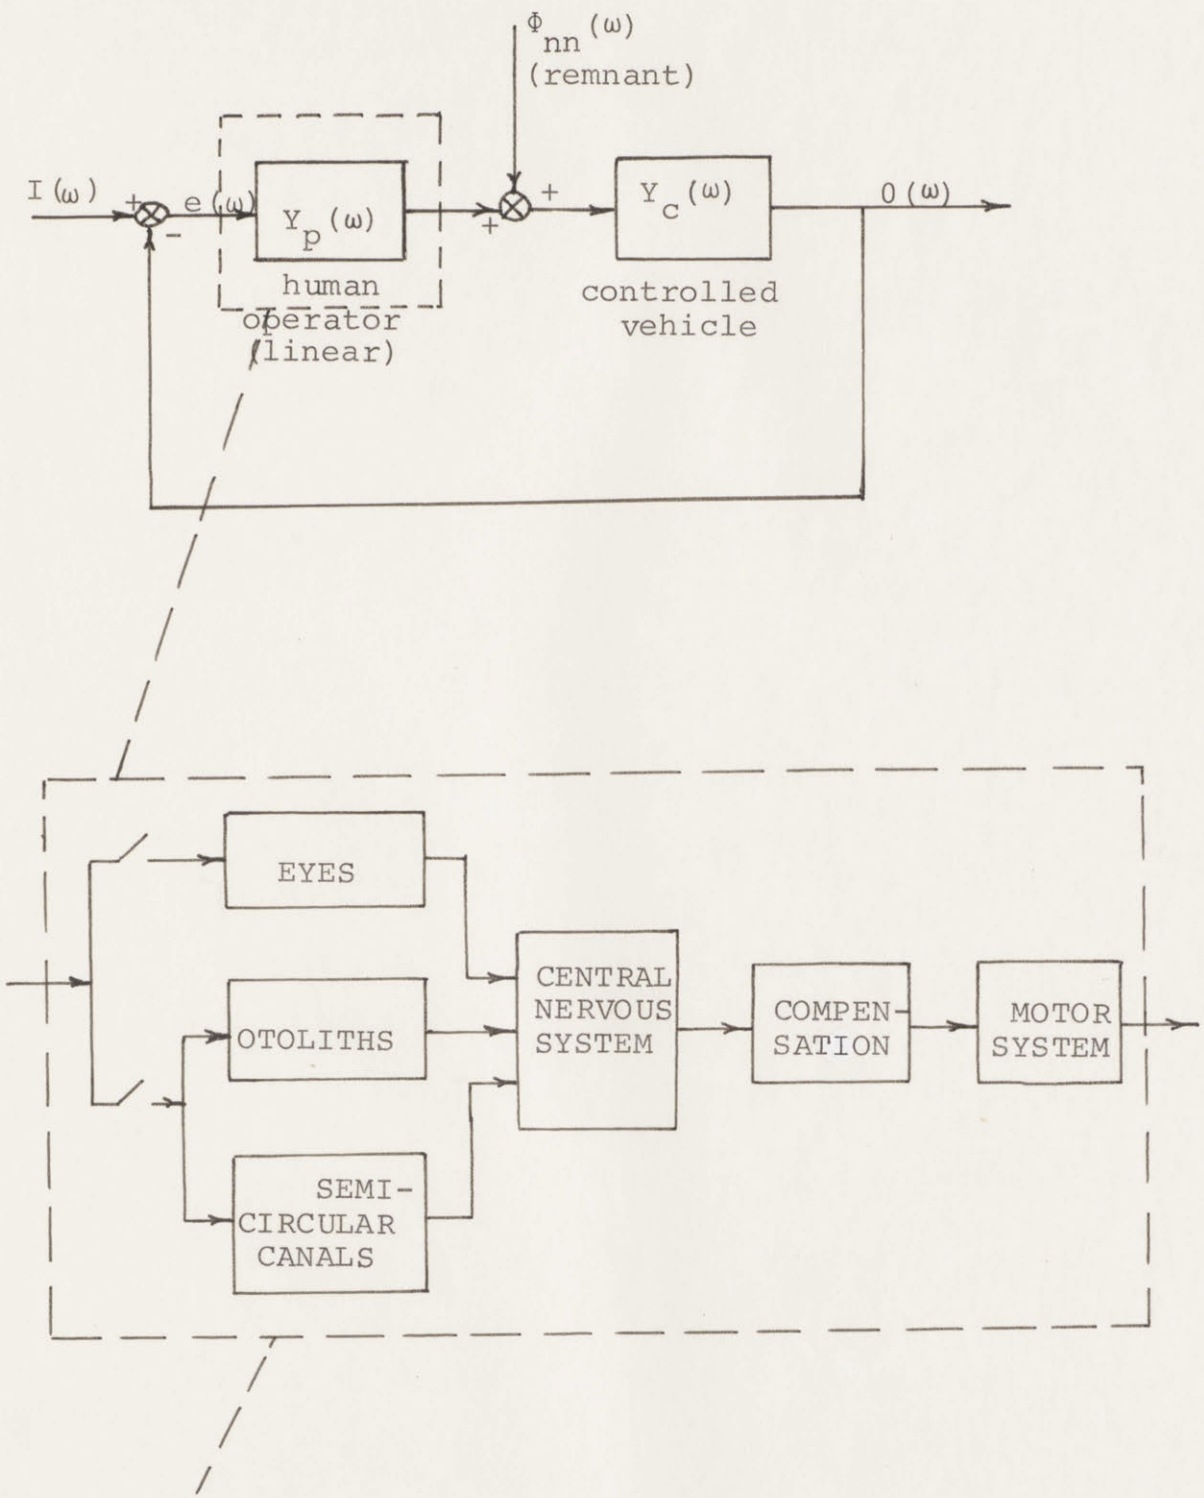 Φnn(ω)
(remnant)
I(ω)
+
-
e(ω)
Yp(ω)
+
+
Yc(ω)
O(ω)
human
operator
(linear)
controlled
vehicle
EYES
OTOLITHS
SEMI-
CIRCULAR
CANALS
CENTRAL
NERVOUS
SYSTEM
COMPEN-
SATION
MOTOR
SYSTEM